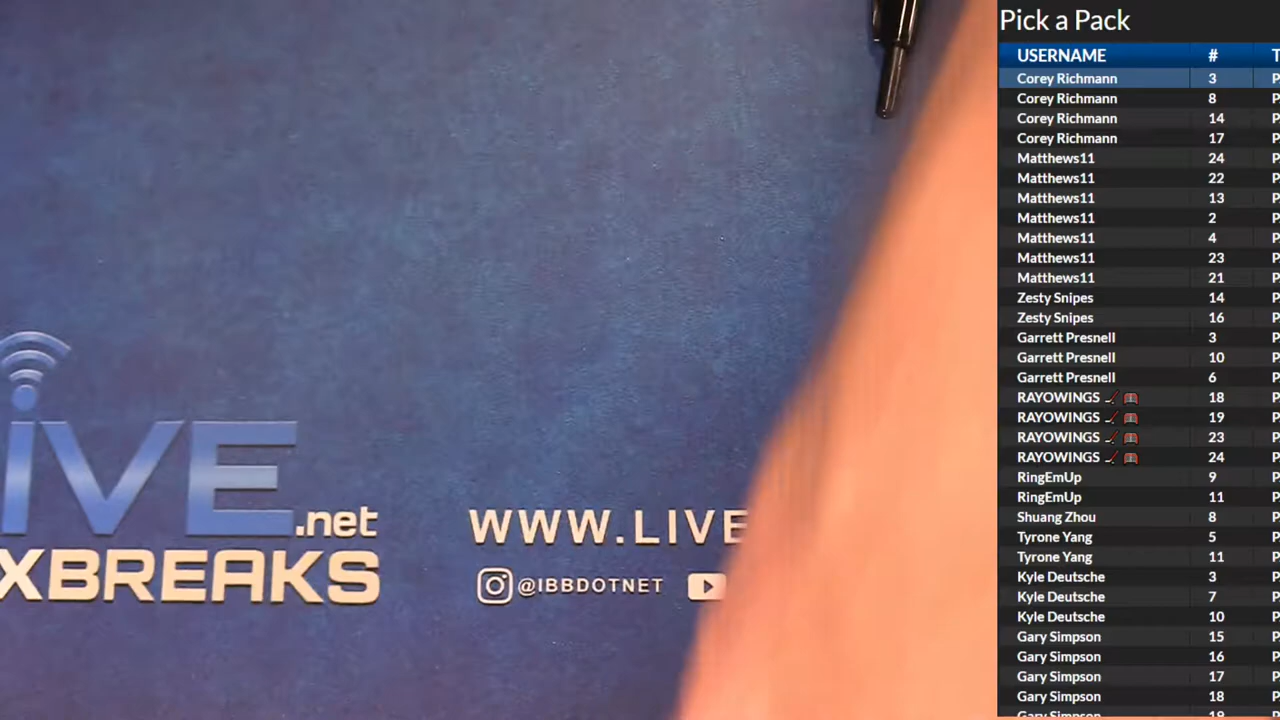 Pick a Pack
USERNAME # T
Corey Richmann 3 P
Corey Richmann 8 P
Corey Richmann 14 P
Corey Richmann 17 P
Matthews11 24 P
Matthews11 22 P
Matthews11 13 P
Matthews11 2 P
Matthews11 4 P
Matthews11 23 P
Matthews11 21 P
Zesty Snipes 14 P
Zesty Snipes 16 P
Garrett Presnell 3 P
Garrett Presnell 10 P
Garrett Presnell 6 P
RAYOWINGS 18 P
RAYOWINGS 19 P
RAYOWINGS 23 P
RAYOWINGS 24 P
RingEmUp 9 P
RingEmUp 11 P
Shuang Zhou 8 P
Tyrone Yang 5 P
Tyrone Yang 11 P
Kyle Deutsche 3 P
Kyle Deutsche 7 P
Kyle Deutsche 10 P
Gary Simpson 15 P
Gary Simpson 16 P
Gary Simpson 17 P
Gary Simpson 18 P
Gary Simpson 19
iVE.net
XBREAKS
WWW.LIVE
@IBBDOTNET